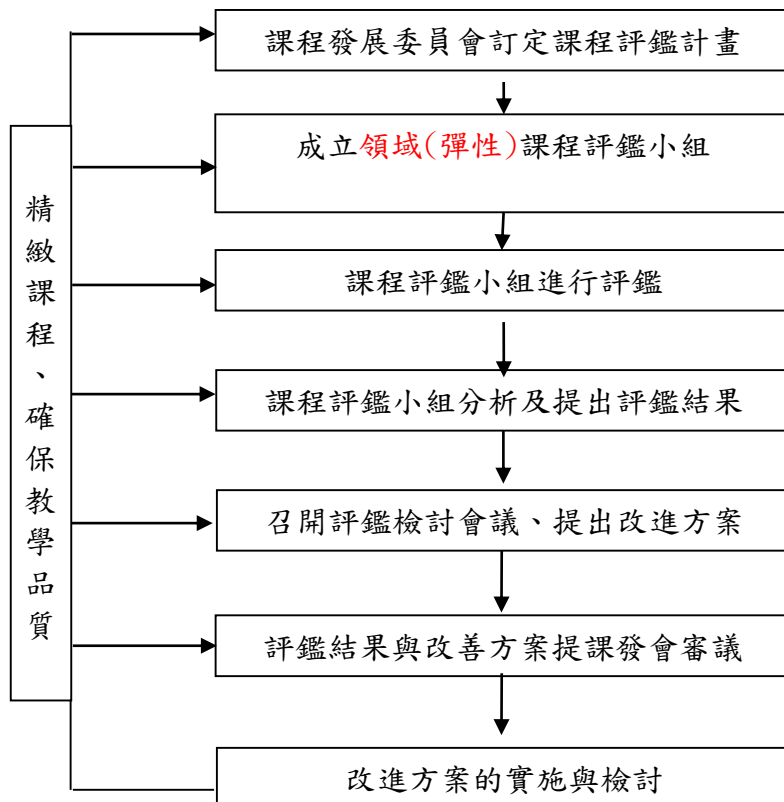 課程發展委員會訂定課程評鑑計畫
成立領域(彈性)課程評鑑小組
課程評鑑小組進行評鑑
課程評鑑小組分析及提出評鑑結果
召開評鑑檢討會議、提出改進方案
評鑑結果與改善方案提課發會審議
改進方案的實施與檢討
精緻課程、確保教學品質